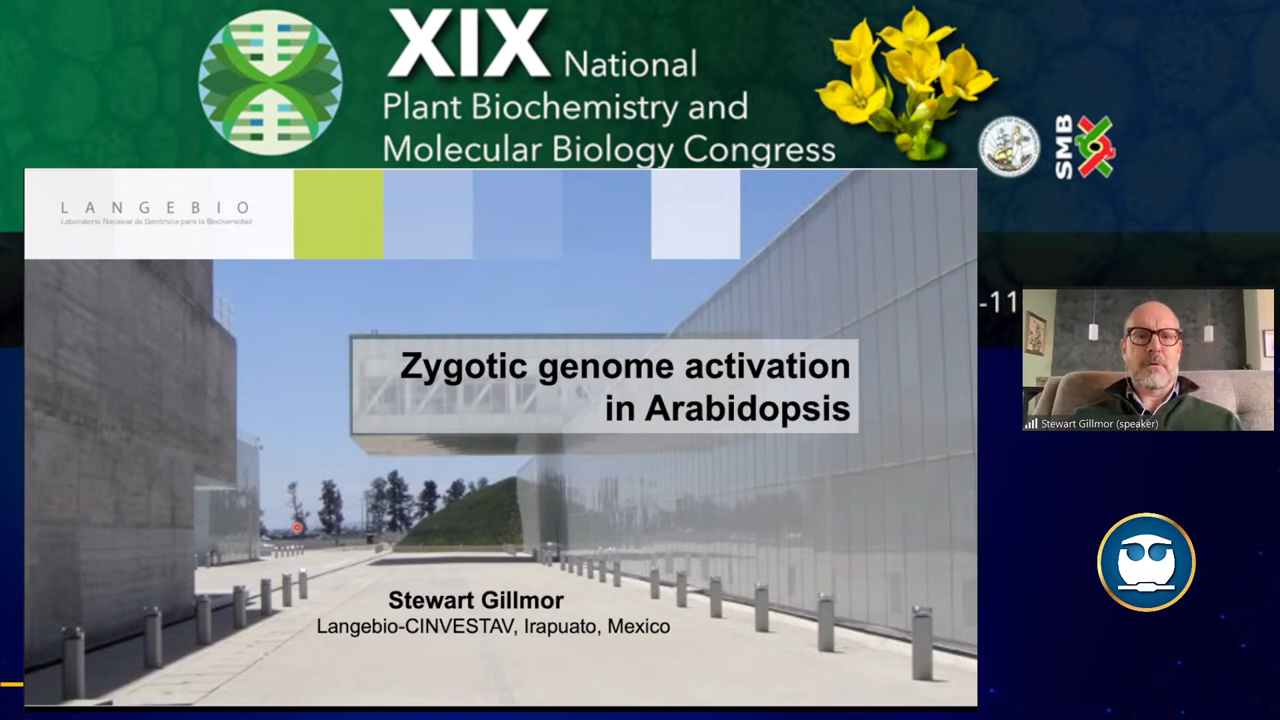 XIX National
Plant Biochemistry and
Molecular Biology Congress
SMB
LANGEBIO
Laboratorio Nacional de Genómica para la Biodiversidad
Zygotic genome activation
in Arabidopsis
-11
Stewart Gillmor (speaker)
Stewart Gillmor
Langebio-CINVESTAV, Irapuato, Mexico